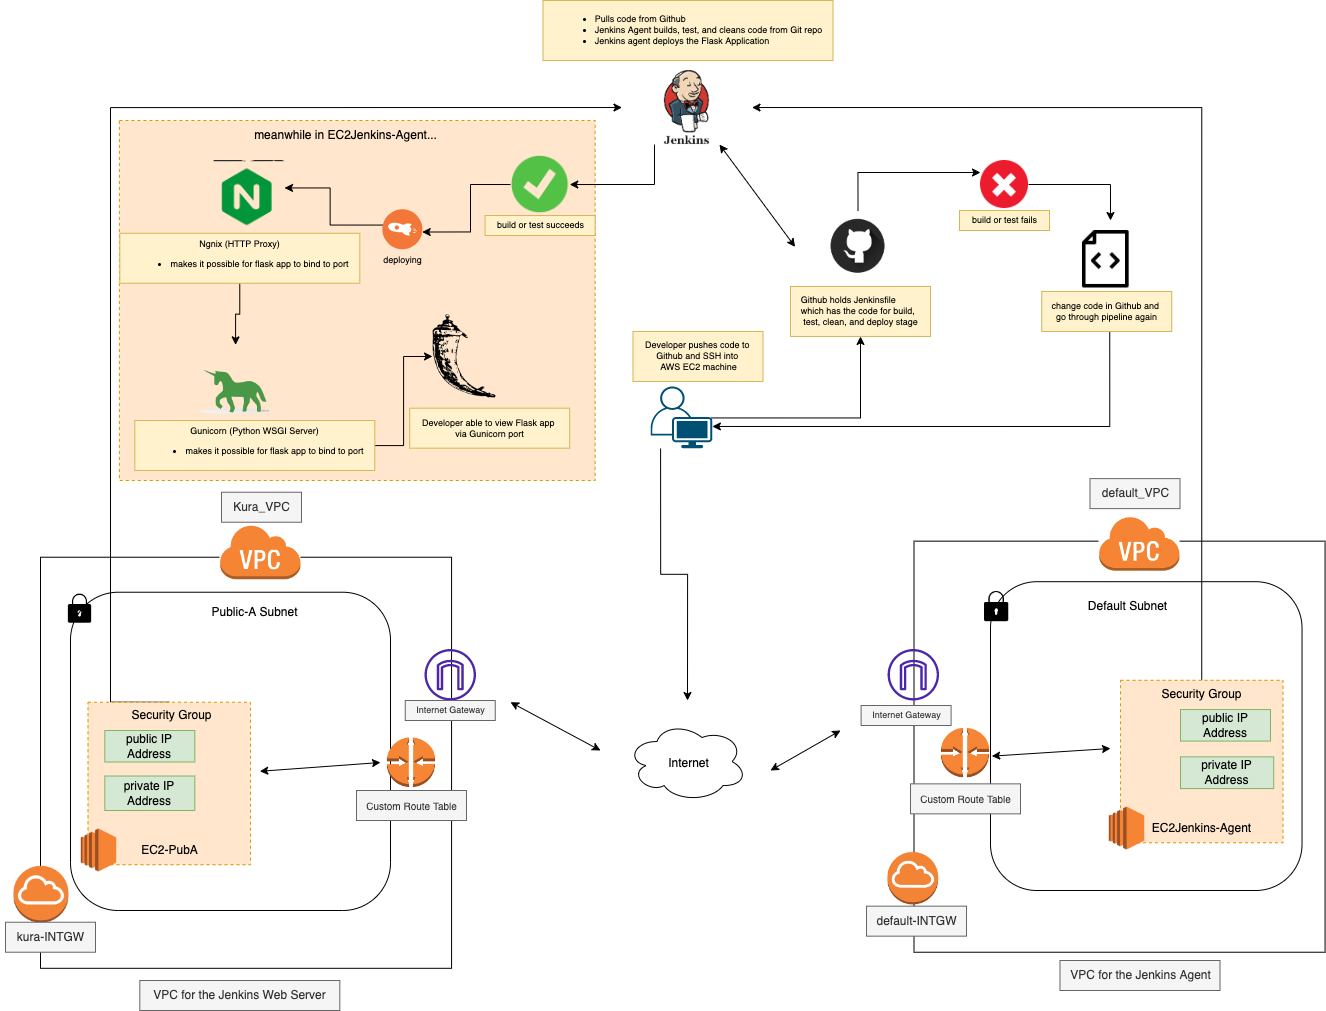 Pulls code from Github
Jenkins Agent builds, test, and cleans code from Git repo
Jenkins agent deploys the Flask Application
Jenkins
meanwhile in EC2Jenkins-Agent...
N
build or test succeeds
deploying
Ngnix (HTTP Proxy)
makes it possible for flask app to bind to port
Gunicorn (Python WSGI Server)
makes it possible for flask app to bind to port
Developer able to view Flask app
via Gunicorn port
build or test fails
Github holds Jenkinsfile
which has the code for build,
test, clean, and deploy stage
change code in Github and
go through pipeline again
Developer pushes code to
Github and SSH into
AWS EC2 machine
Kura_VPC
VPC
Public-A Subnet
Internet Gateway
Security Group
public IP
Address
private IP
Address
Custom Route Table
EC2-PubA
kura-INTGW
VPC for the Jenkins Web Server
Internet
default_VPC
VPC
Default Subnet
Internet Gateway
Security Group
public IP
Address
private IP
Address
Custom Route Table
EC2Jenkins-Agent
default-INTGW
VPC for the Jenkins Agent